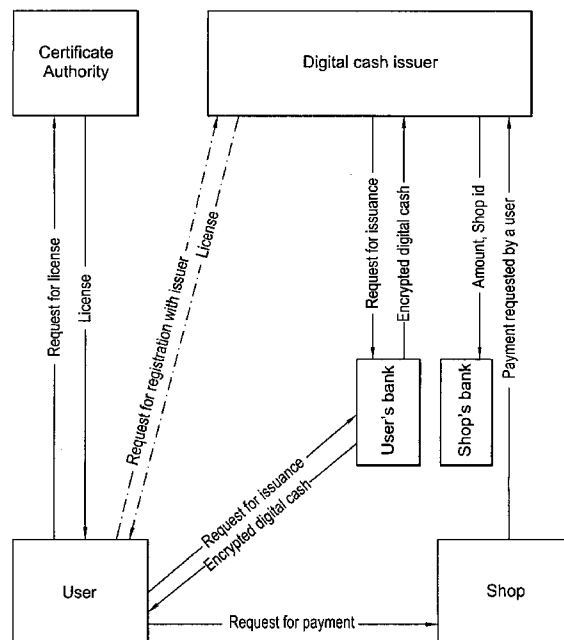 Certificate
Authority
Digital cash issuer
Request for license
License
Request for registration with issuer
License
Request for issuance
Encrypted digital cash
Amount, Shop id
Payment requested by a user
User's bank
Shop's bank
Request for issuance
Encrypted digital cash
User
Request for payment
Shop